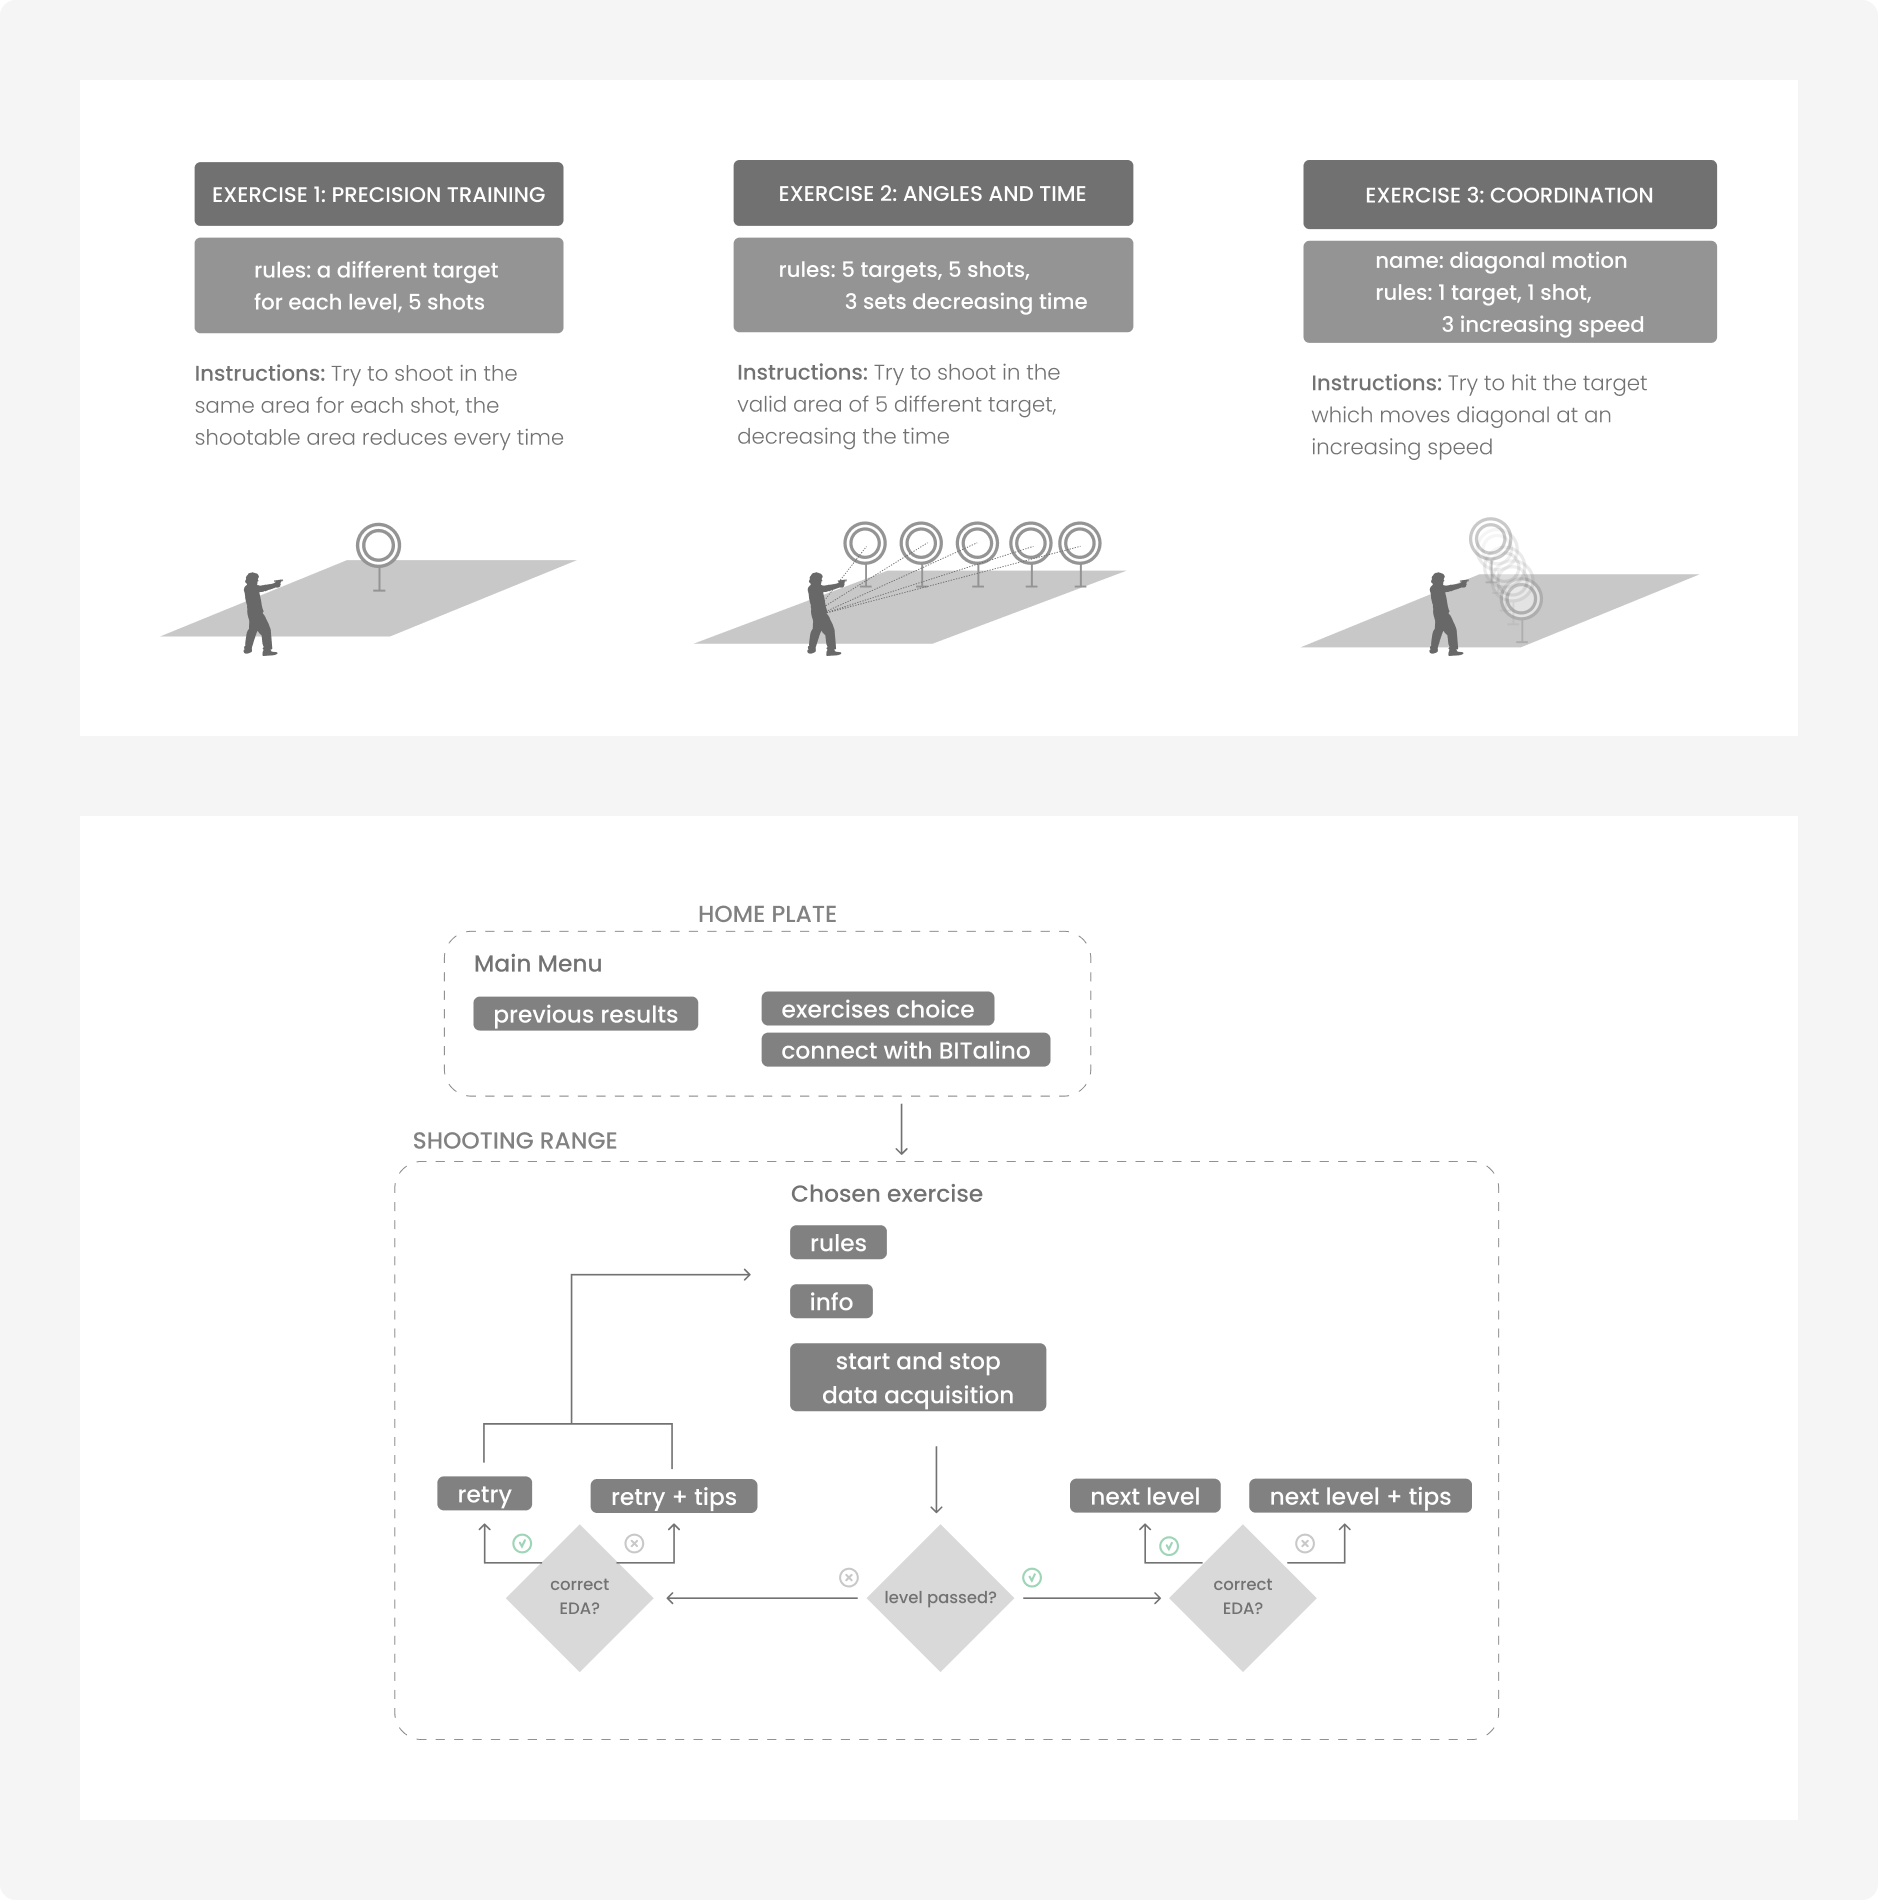 EXERCISE 1: PRECISION TRAINING
rules: a different target
for each level, 5 shots
Instructions: Try to shoot in the
same area for each shot, the
shootable area reduces every time
EXERCISE 2: ANGLES AND TIME
rules: 5 targets, 5 shots,
3 sets decreasing time
Instructions: Try to shoot in the
valid area of 5 different target,
decreasing the time
EXERCISE 3: COORDINATION
name: diagonal motion
rules: 1 target, 1 shot,
3 increasing speed
Instructions: Try to hit the target
which moves diagonal at an
increasing speed
HOME PLATE
Main Menu
previous results
exercises choice
connect with BITalino
SHOOTING RANGE
Chosen exercise
rules
info
start and stop
data acquisition
retry
retry + tips
next level
next level + tips
correct
EDA?
level passed?
correct
EDA?